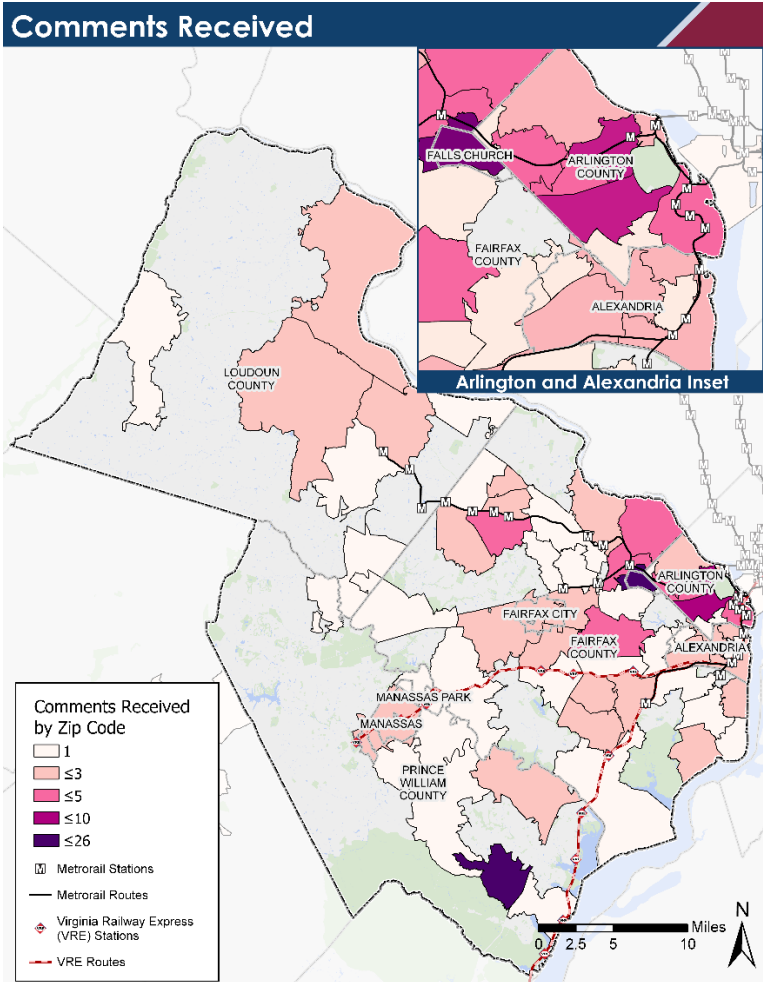 Comments Received
FALLS CHURCH
ARLINGTON
COUNTY
FAIRFAX
COUNTY
ALEXANDRIA
Arlington and Alexandria Inset
LOUDOUN
COUNTY
ARLINGTON
COUNTY
FAIRFAX CITY
FAIRFAX
COUNTY
ALEXANDRIA
MANASSAS PARK
MANASSAS
PRINCE
WILLIAM
COUNTY
Comments Received
by Zip Code
1
≤3
≤5
≤10
≤26
M Metrorail Stations
Metrorail Routes
Virginia Railway Express
(VRE) Stations
VRE Routes
Miles
0 2.5 5 10
N